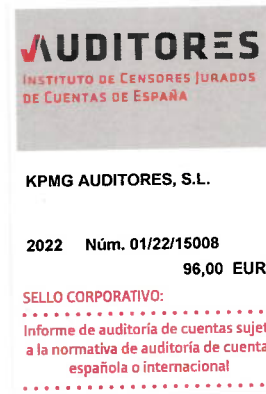 AUDITORES
INSTITUTO DE CENSORES JURADOS
DE CUENTAS DE ESPAÑA
KPMG AUDITORES, S.L.
2022 Núm. 01/22/15008
96,00 EUR
SELLO CORPORATIVO:
Informe de auditoría de cuentas sujet
a la normativa de auditoría de cuenta
española o internacional